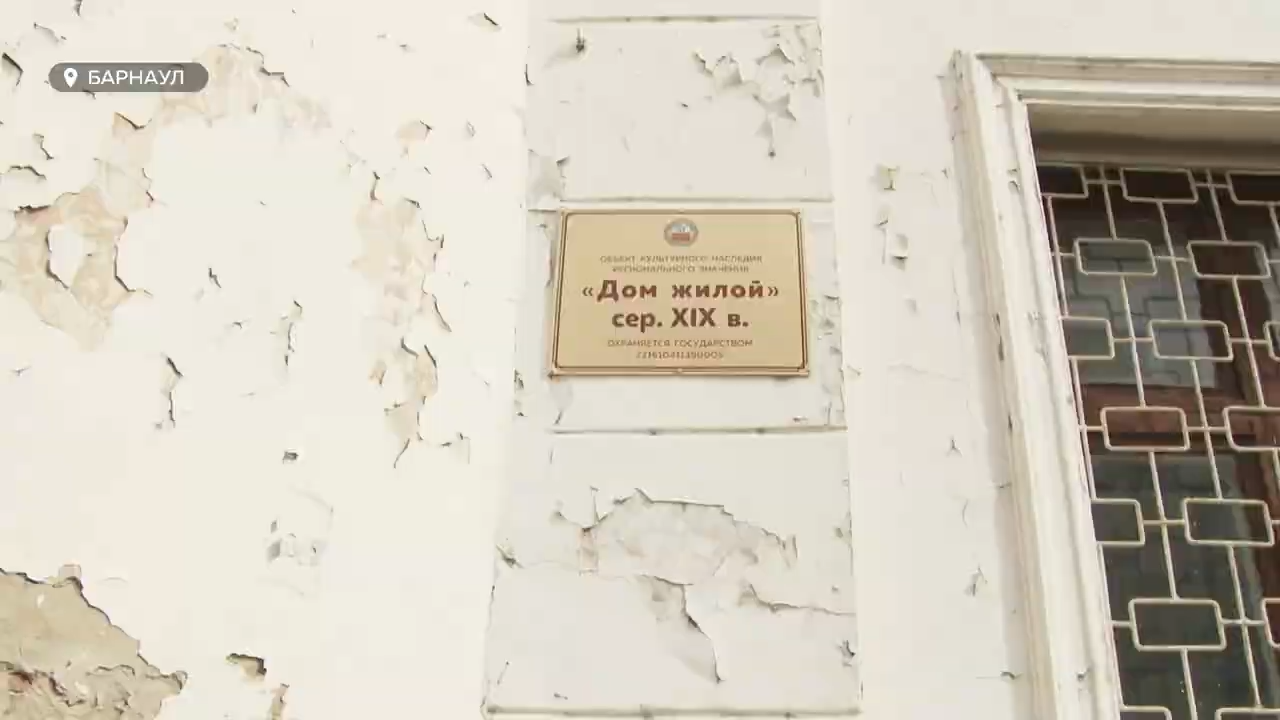 БАРНАУЛ
ОБЪЕКТ КУЛЬТУРНОГО НАСЛЕДИЯ
РЕГИОНАЛЬНОГО ЗНАЧЕНИЯ
«Дом жилой»
сер. XIX в.
ОХРАНЯЕТСЯ ГОСУДАРСТВОМ